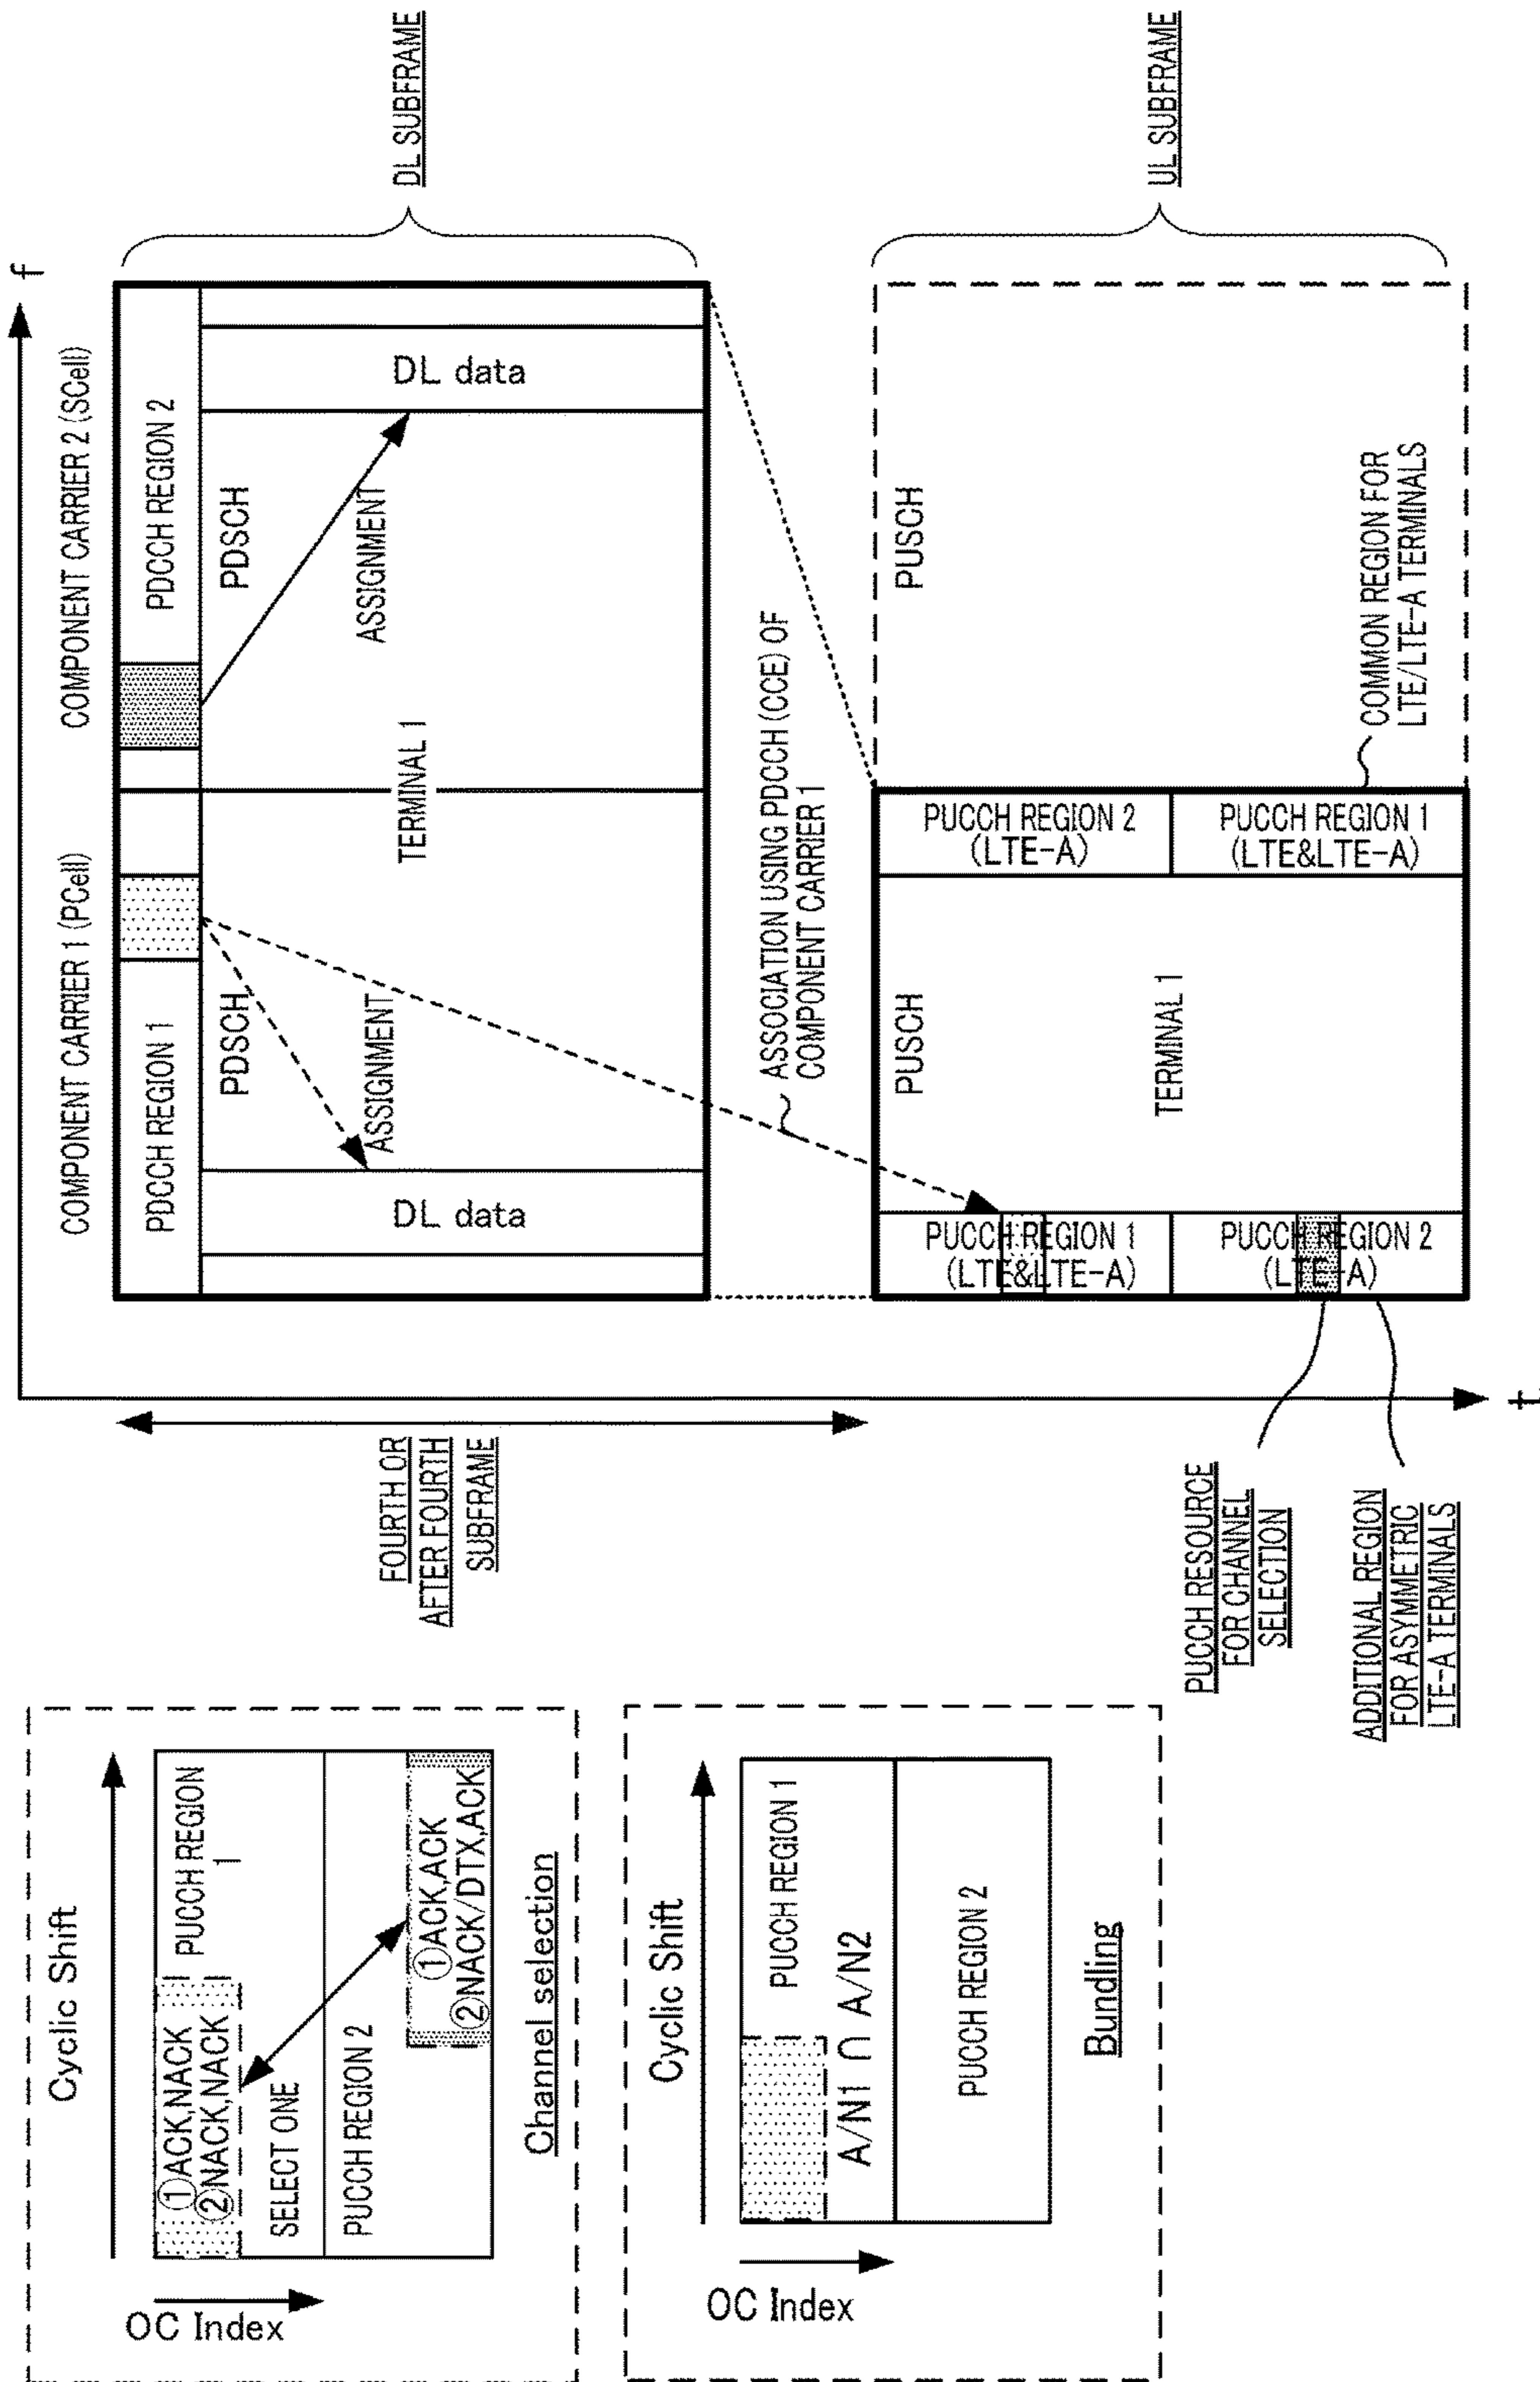 Cyclic Shift
OC Index
①ACK,NACK
②NACK,NACK
PUCCH REGION
1
SELECT ONE
PUCCH REGION 2
①ACK,ACK
②NACK/DTX,ACK
Channel selection
Cyclic Shift
OC Index
PUCCH REGION 1
A/N1 ∩ A/N2
PUCCH REGION 2
Bundling
f
COMPONENT CARRIER 1 (PCell)
COMPONENT CARRIER 2 (SCell)
PDCCH REGION 1
PDCCH REGION 2
PDSCH
PDSCH
ASSIGNMENT
ASSIGNMENT
DL data
TERMINAL 1
DL data
DL SUBFRAME
FOURTH OR
AFTER FOURTH
SUBFRAME
ASSOCIATION USING PDCCH (CCE) OF
COMPONENT CARRIER 1
PUCCH REGION 1
(LTE&LTE-A)
PUSCH
PUCCH REGION 2
(LTE-A)
PUSCH
TERMINAL 1
PUCCH REGION 2
(LTE-A)
PUCCH REGION 1
(LTE&LTE-A)
UL SUBFRAME
COMMON REGION FOR
LTE/LTE-A TERMINALS
PUCCH RESOURCE
FOR CHANNEL
SELECTION
ADDITIONAL REGION
FOR ASYMMETRIC
LTE-A TERMINALS
t